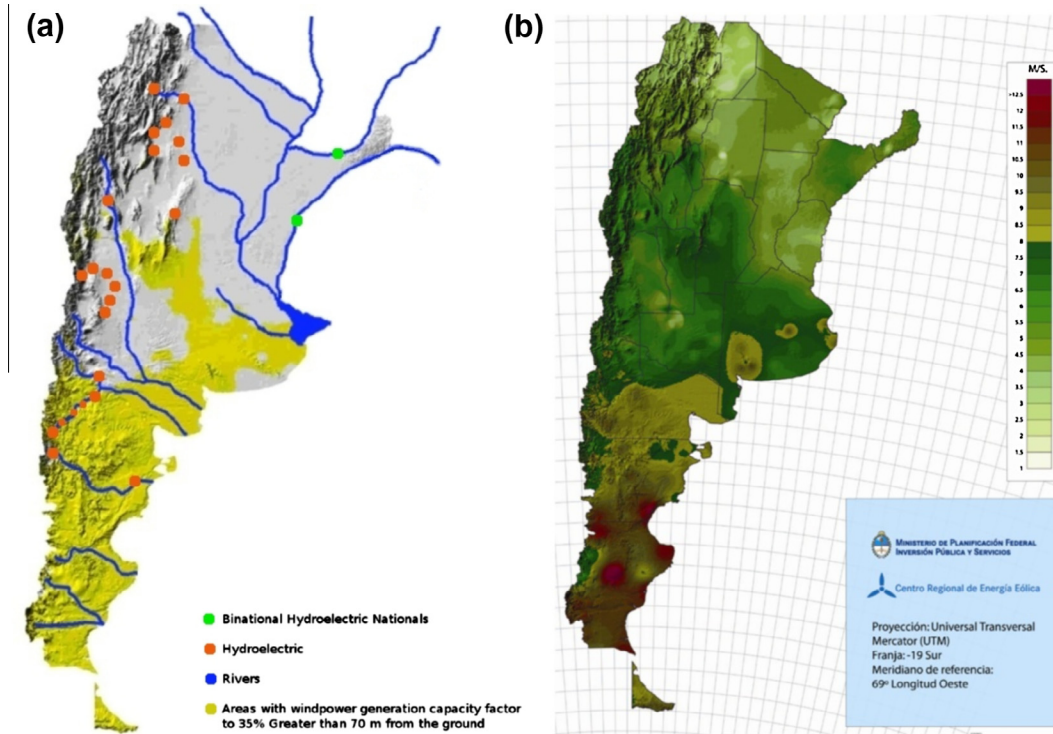 (a)
Binational Hydroelectric Nationals
Hydroelectric
Rivers
Areas with windpower generation capacity factor
to 35% Greater than 70 m from the ground
(b)
M/S.
12
11.5
11
10.5
10
9.5
9
8.5
8
7.5
7
6.5
6
5.5
5
4.5
4
3.5
3
2.5
2
1.5
1
Ministerio de Planificación Federal
Inversión Pública y Servicios
Centro Regional de Energía Eólica
Proyección: Universal Transversal
Mercator (UTM)
Franja: -19 Sur
Meridiano de referencia:
69º Longitud Oeste